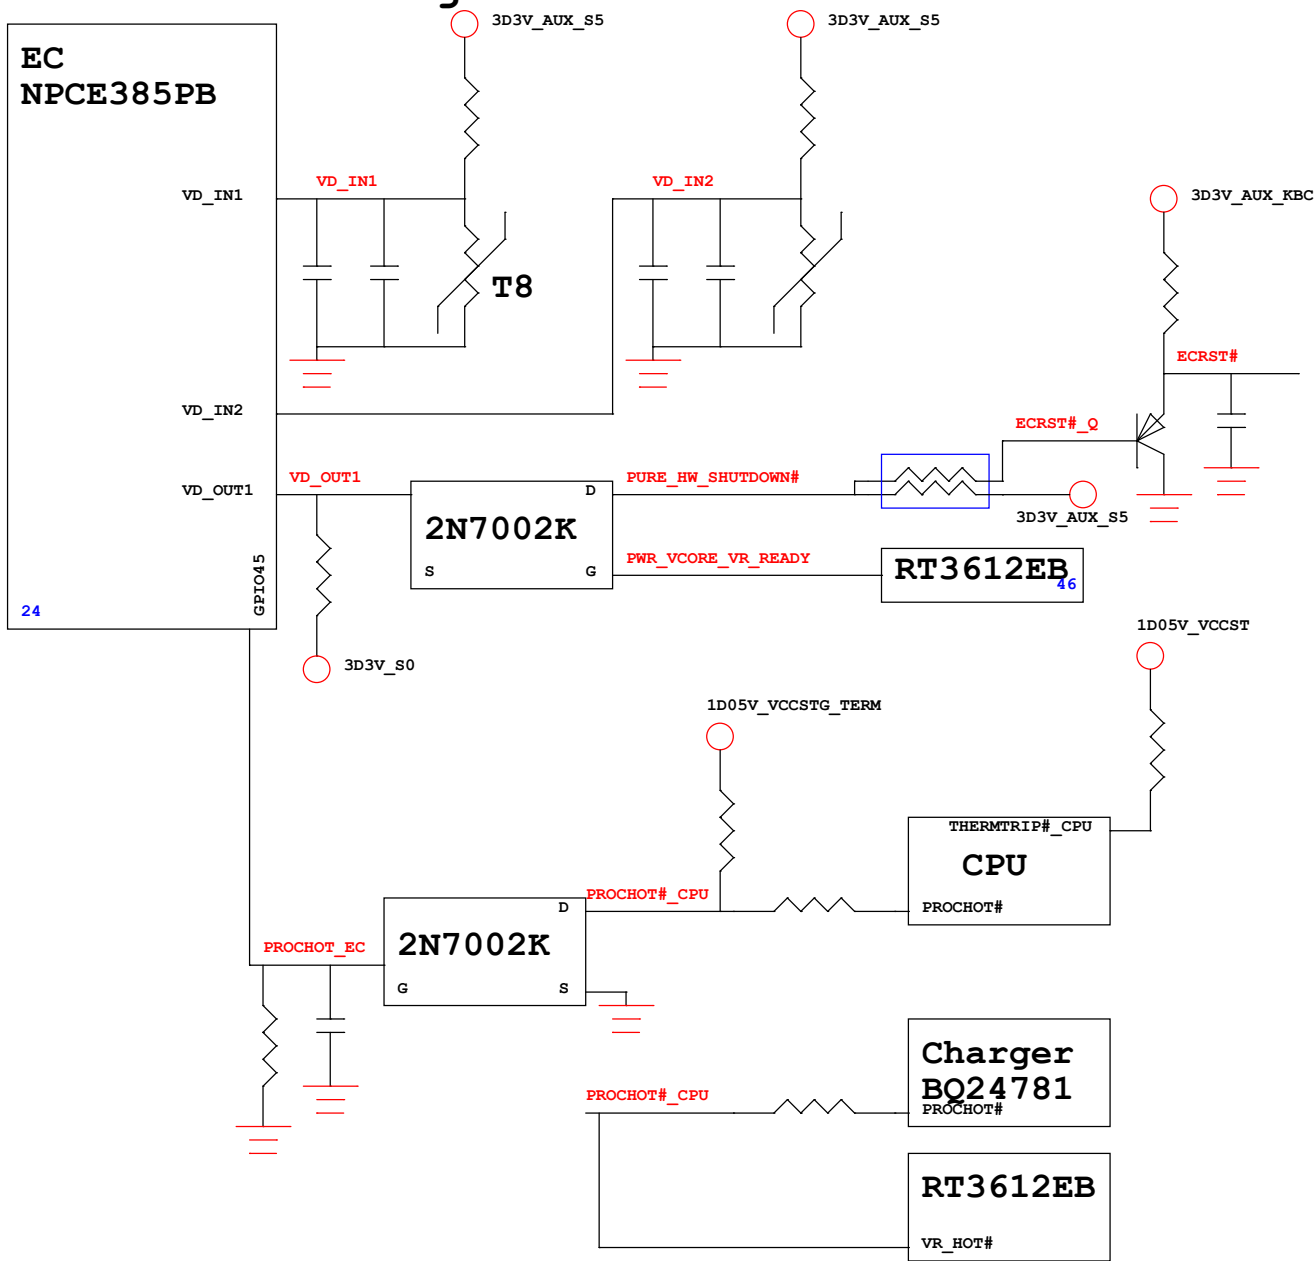 3D3V_AUX_S5
3D3V_AUX_S5
EC
NPCE385PB
VD_IN1
VD_IN1
VD_IN2
3D3V_AUX_KBC
T8
ECRST#
VD_IN2
ECRST#_Q
VD_OUT1
VD_OUT1
PURE_HW_SHUTDOWN#
D
2N7002K
3D3V_AUX_S5
S
G
PWR_VCORE_VR_READY
RT3612EB
46
GPIO45
24
3D3V_S0
1D05V_VCCST
1D05V_VCCSTG_TERM
THERMTRIP#_CPU
CPU
PROCHOT#_CPU
D
PROCHOT#
PROCHOT_EC
2N7002K
G
S
Charger
BQ24781
PROCHOT#_CPU
PROCHOT#
RT3612EB
VR_HOT#